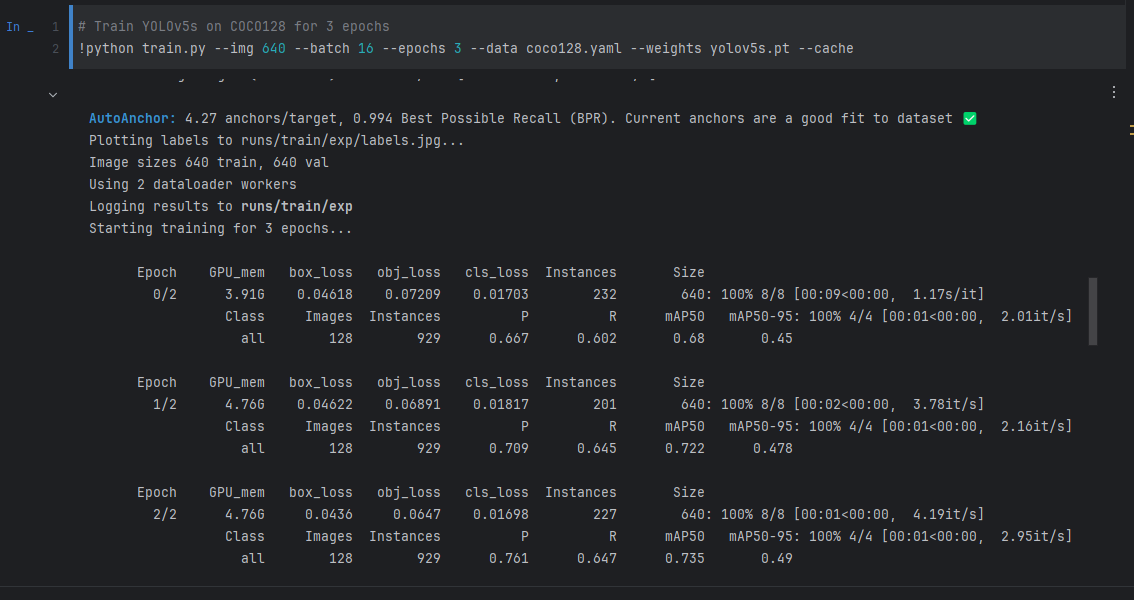 In _
1 # Train YOLOv5s on COCO128 for 3 epochs
2 !python train.py --img 640 --batch 16 --epochs 3 --data coco128.yaml --weights yolov5s.pt --cache
AutoAnchor: 4.27 anchors/target, 0.994 Best Possible Recall (BPR). Current anchors are a good fit to dataset ✅
Plotting labels to runs/train/exp/labels.jpg...
Image sizes 640 train, 640 val
Using 2 dataloader workers
Logging results to runs/train/exp
Starting training for 3 epochs...
Epoch GPU_mem box_loss obj_loss cls_loss Instances Size
0/2 3.91G 0.04618 0.07209 0.01703 232 640: 100% 8/8 [00:09<00:00, 1.17s/it]
Class Images Instances P R mAP50 mAP50-95: 100% 4/4 [00:01<00:00, 2.01it/s]
all 128 929 0.667 0.602 0.68 0.45
Epoch GPU_mem box_loss obj_loss cls_loss Instances Size
1/2 4.76G 0.04622 0.06891 0.01817 201 640: 100% 8/8 [00:02<00:00, 3.78it/s]
Class Images Instances P R mAP50 mAP50-95: 100% 4/4 [00:01<00:00, 2.16it/s]
all 128 929 0.709 0.645 0.722 0.478
Epoch GPU_mem box_loss obj_loss cls_loss Instances Size
2/2 4.76G 0.0436 0.0647 0.01698 227 640: 100% 8/8 [00:01<00:00, 4.19it/s]
Class Images Instances P R mAP50 mAP50-95: 100% 4/4 [00:01<00:00, 2.95it/s]
all 128 929 0.761 0.647 0.735 0.49